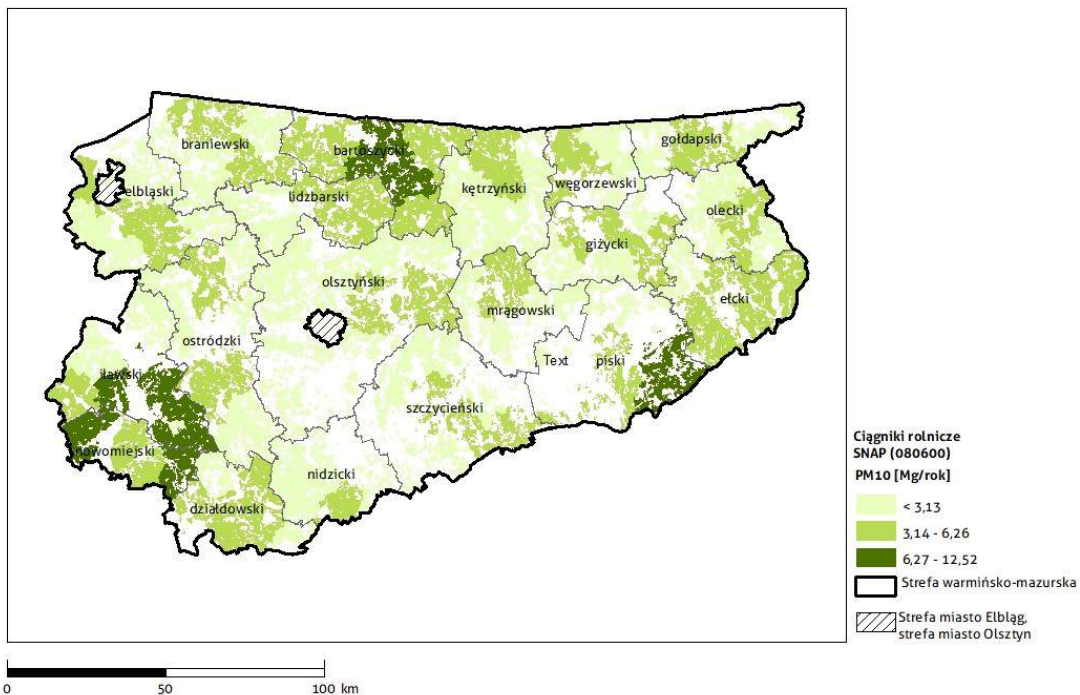 braniewski
bartoszycki
gołdapski
elbląski
lidzbarski
kętrzyński
węgorzewski
olecki
giżycki
olsztyński
ełcki
mrągowski
ostródzki
Text
piski
iławski
szczycieński
nowomiejski
nidzicki
działdowski
Ciągniki rolnicze
SNAP (080600)
PM10 [Mg/rok]
< 3,13
3,14 - 6,26
6,27 - 12,52
Strefa warmińsko-mazurska
Strefa miasto Elbląg,
strefa miasto Olsztyn
0 50 100 km